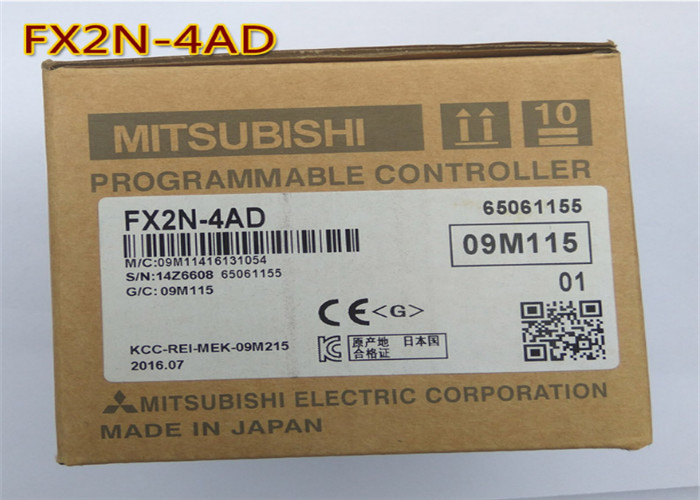 FX2N-4AD
MITSUBISHI
10
PROGRAMMABLE CONTROLLER
FX2N-4AD
65061155
09M115
M/C:09M11416131054
S/N:14Z6608 65061155
G/C: 09M115
01
CE <G>
KCC-REI-MEK-09M215
2016.07
原产地 日本国
合格证
MITSUBISHI ELECTRIC CORPORATION
MADE IN JAPAN